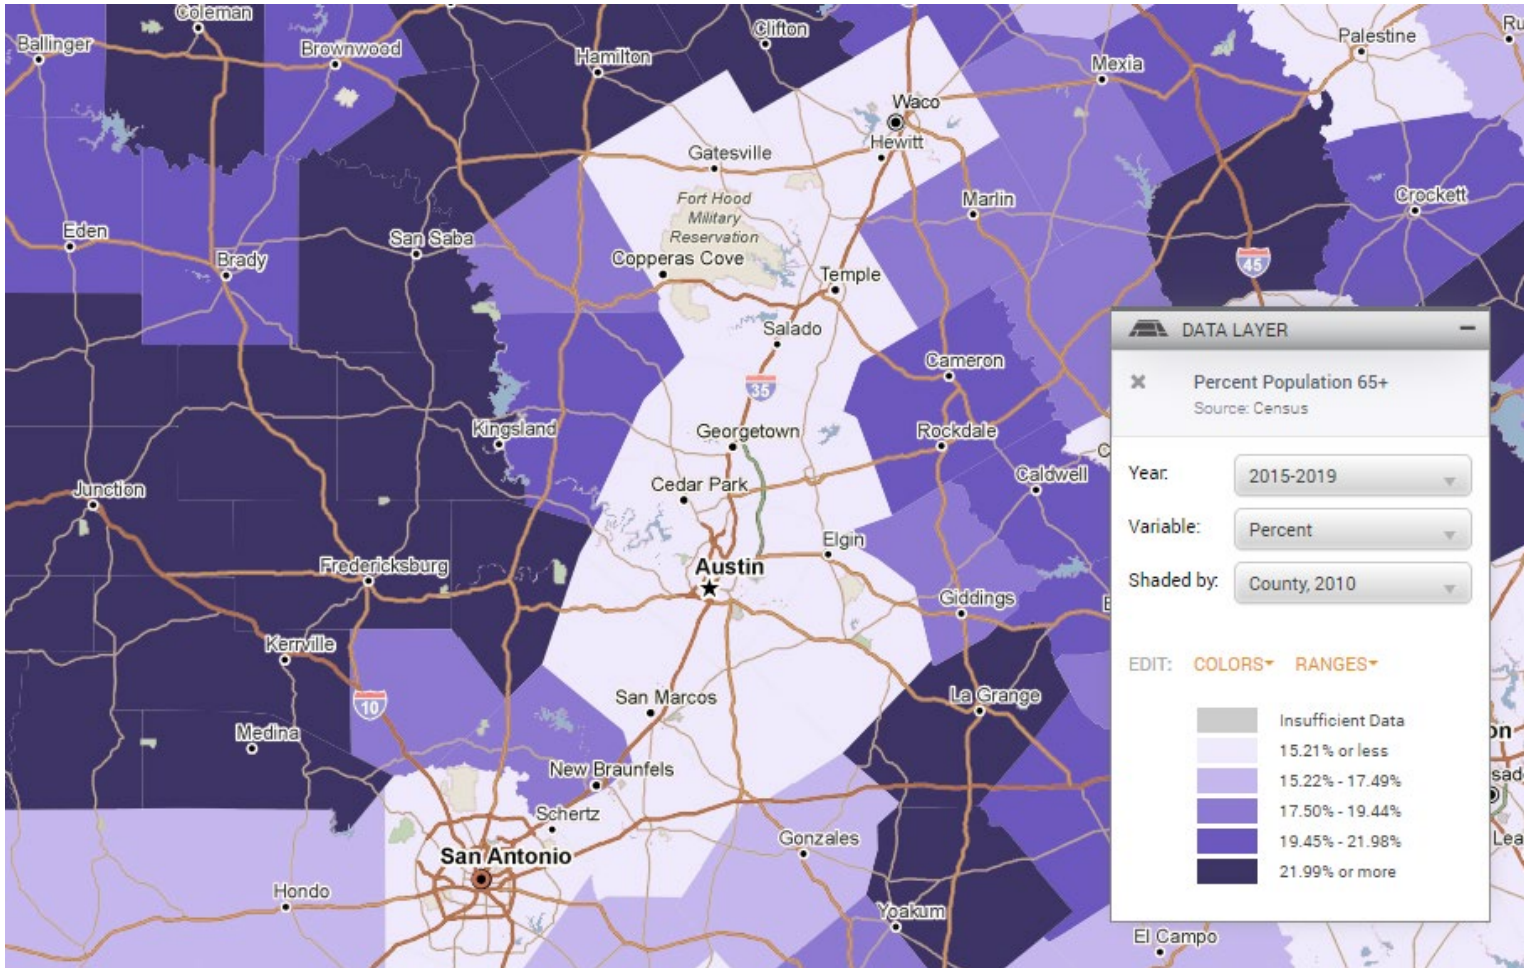 Coleman
Clifton
Ru
Ballinger
Brownwood
Palestine
Hamilton
Mexia
Waco
Hewitt
Gatesville
Fort Hood
Military
Reservation
Marlin
Crockett
Eden
San Saba
Brady
Copperas Cove
Temple
45
Salado
35
Cameron
Kingsland
Georgetown
Rockdale
C
Caldwell
Cedar Park
Junction
Elgin
Fredericksburg
Austin
Giddings
Kerrville
10
San Marcos
La Grange
Medina
New Braunfels
Schertz
San Antonio
Gonzales
Hondo
Yoakum
El Campo
DATA LAYER
Percent Population 65+
Source: Census
Year: 2015-2019
Variable: Percent
Shaded by: County, 2010
EDIT: COLORS RANGES
Insufficient Data
15.21% or less
15.22% - 17.49%
17.50% - 19.44%
19.45% - 21.98%
21.99% or more
on
sad
Lea